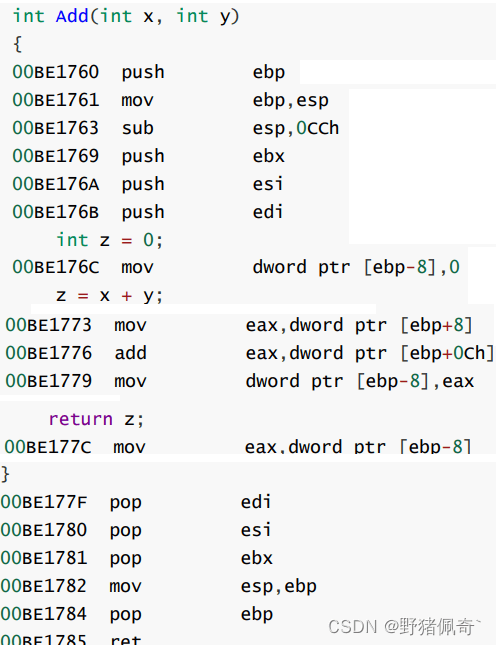 int Add(int x, int y)
{
00BE1760 push ebp
00BE1761 mov ebp,esp
00BE1763 sub esp,0CCh
00BE1769 push ebx
00BE176A push esi
00BE176B push edi
int z = 0;
00BE176C mov dword ptr [ebp-8],0
z = x + y;
00BE1773 mov eax,dword ptr [ebp+8]
00BE1776 add eax,dword ptr [ebp+0Ch]
00BE1779 mov dword ptr [ebp-8],eax
return z;
00BE177C mov eax,dword ptr [ebp-8]
}
00BE177F pop edi
00BE1780 pop esi
00BE1781 pop ebx
00BE1782 mov esp,ebp
00BE1784 pop ebp
CSDN @野猪佩奇`
00BE1785 ret